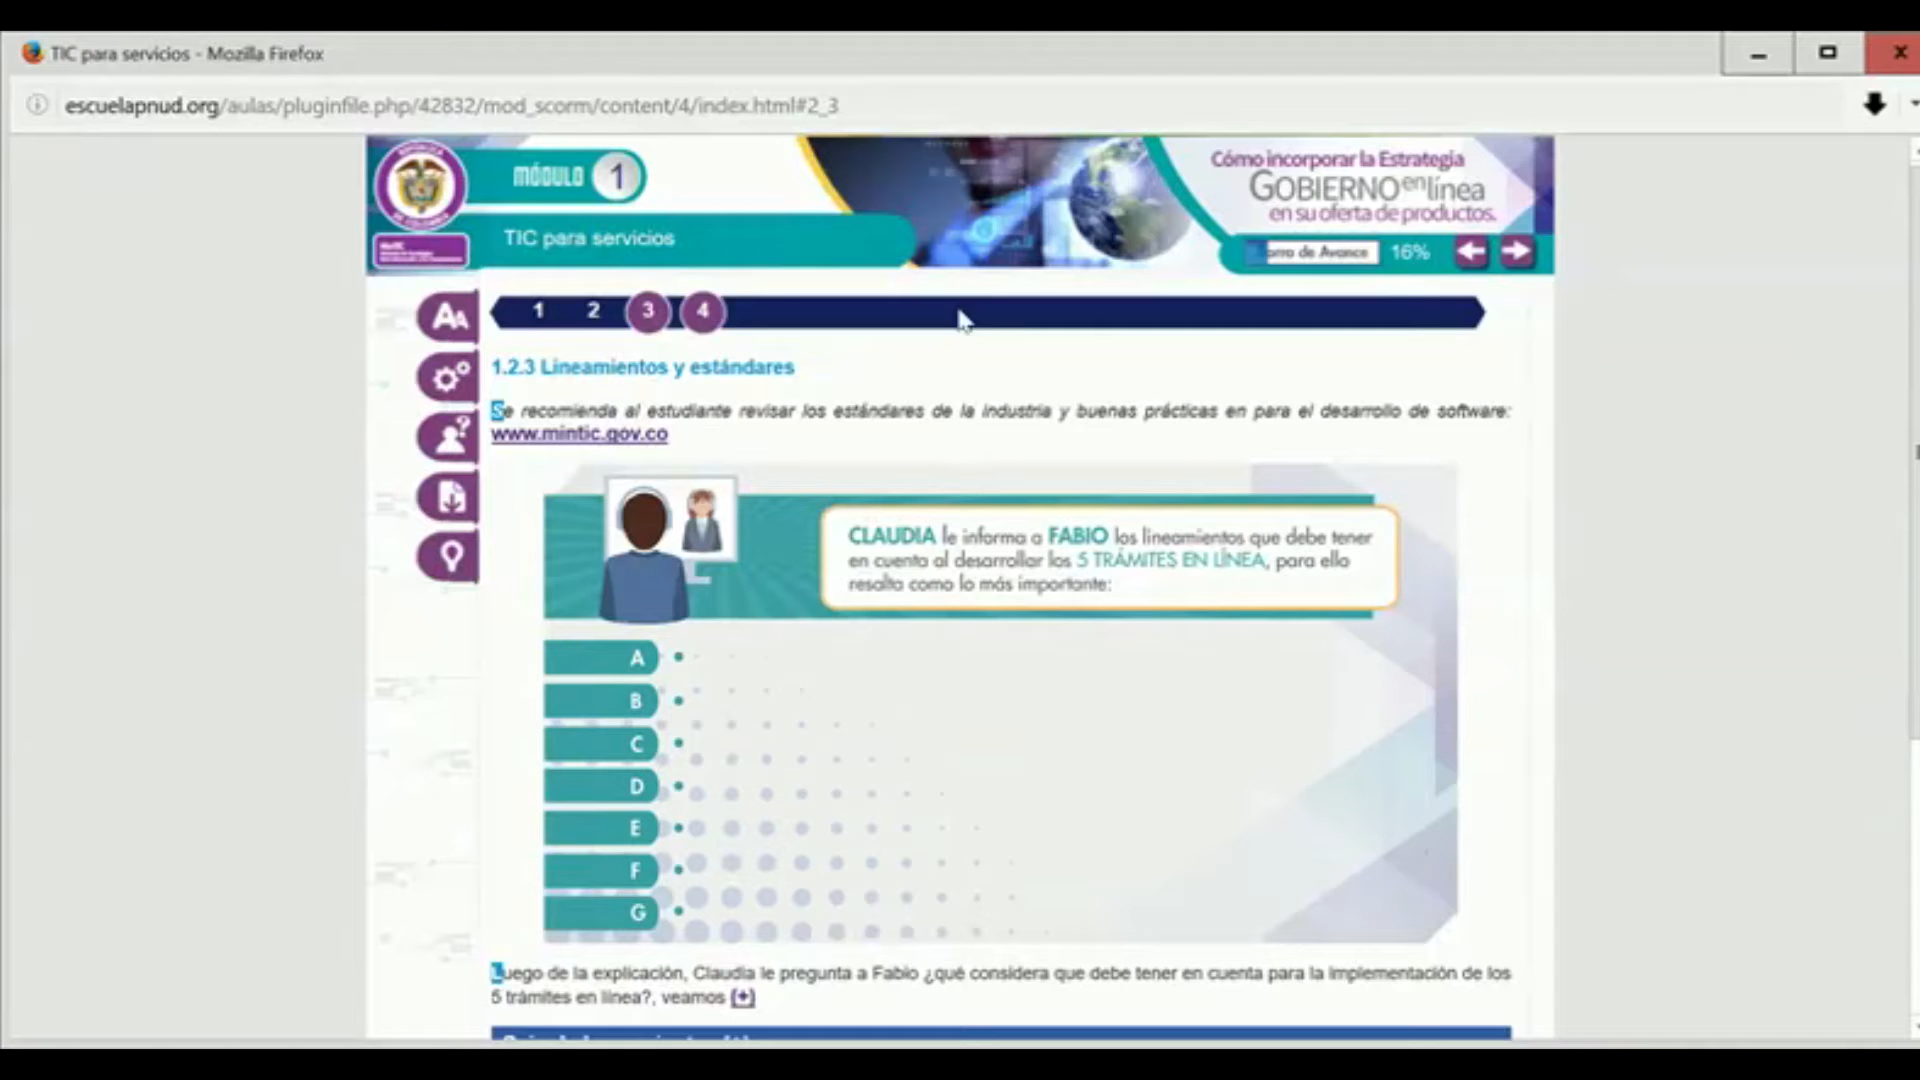 TIC para servicios - Mozilla Firefox
escuelapnud.org/aulas/pluginfile.php/42832/mod_scorm/content/4/index.html#2_3
REPÚBLICA
DE COLOMBIA
MÓDULO 1
Cómo incorporar la Estrategia
GOBIERNO en línea
en su oferta de productos.
TIC para servicios
de Avance 16%
AA
1 2 3 4
1.2.3 Lineamientos y estándares
Se recomienda al estudiante revisar los estándares de la industria y buenas prácticas en para el desarrollo de software:
www.mintic.gov.co
CLAUDIA le informa a FABIO los lineamientos que debe tener
en cuenta al desarrollar los 5 TRÁMITES EN LÍNEA, para ello
resalta como lo más importante:
A
B
C
D
E
F
G
Luego de la explicación, Claudia le pregunta a Fabio ¿qué considera que debe tener en cuenta para la implementación de los
5 trámites en línea?, veamos [+]